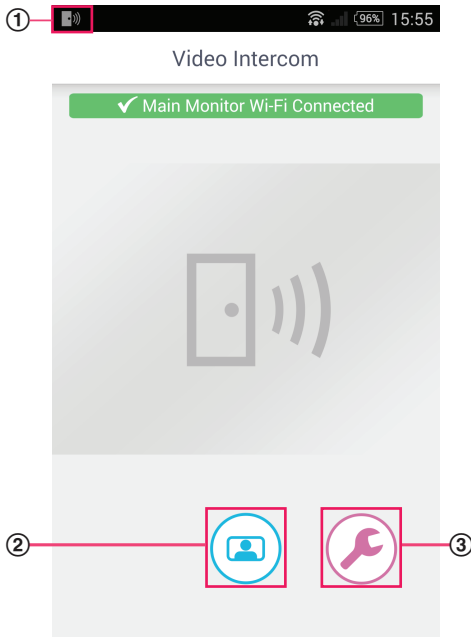 ①
96% 15:55
Video Intercom
✓ Main Monitor Wi-Fi Connected
②
③